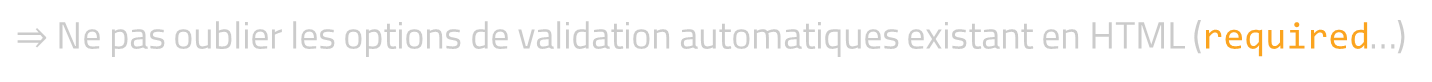 ⇒ Ne pas oublier les options de validation automatiques existant en HTML (required…)